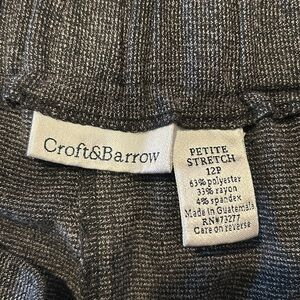 Croft&Barrow
PETITE
STRETCH
12P
63% polyester
33% rayon
4% spandex
Made in Guatemala
RN#73277
Care on reverse